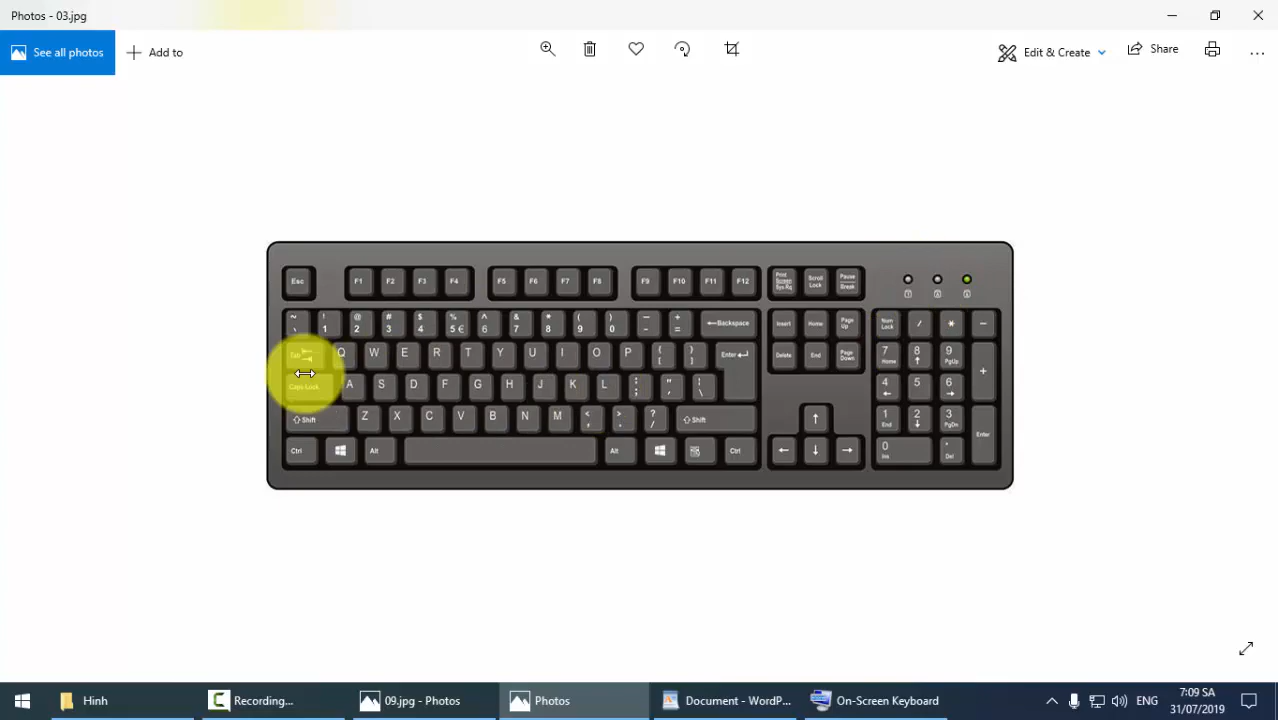 Photos - 03.jpg
See all photos
Add to
Edit & Create
Share
Esc F1 F2 F3 F4 F5 F6 F7 F8 F9 F10 F11 F12 Print Screen Sys Rq Scroll Lock Pause Break
~ ! 1 @ 2 # 3 $ 4 % 5 € ^ 6 & 7 * 8 ( 9 ) 0 — - + = Backspace Insert Home Page Up Num Lock / * −
Tab Q W E R T Y U I O P { [ } ] Enter Delete End Page Down 7 Home 8 9 PgUp +
Caps Lock A S D F G H J K L : ; " , | \ 4 5 6
Shift Z X C V B N M < , > . ? / Shift 1 End 2 3 PgDn Enter
Ctrl Alt Alt Ctrl 0 Ins Del
Hinh
Recording...
09.jpg - Photos
Photos
Document - WordP...
On-Screen Keyboard
ENG
7:09 SA
31/07/2019